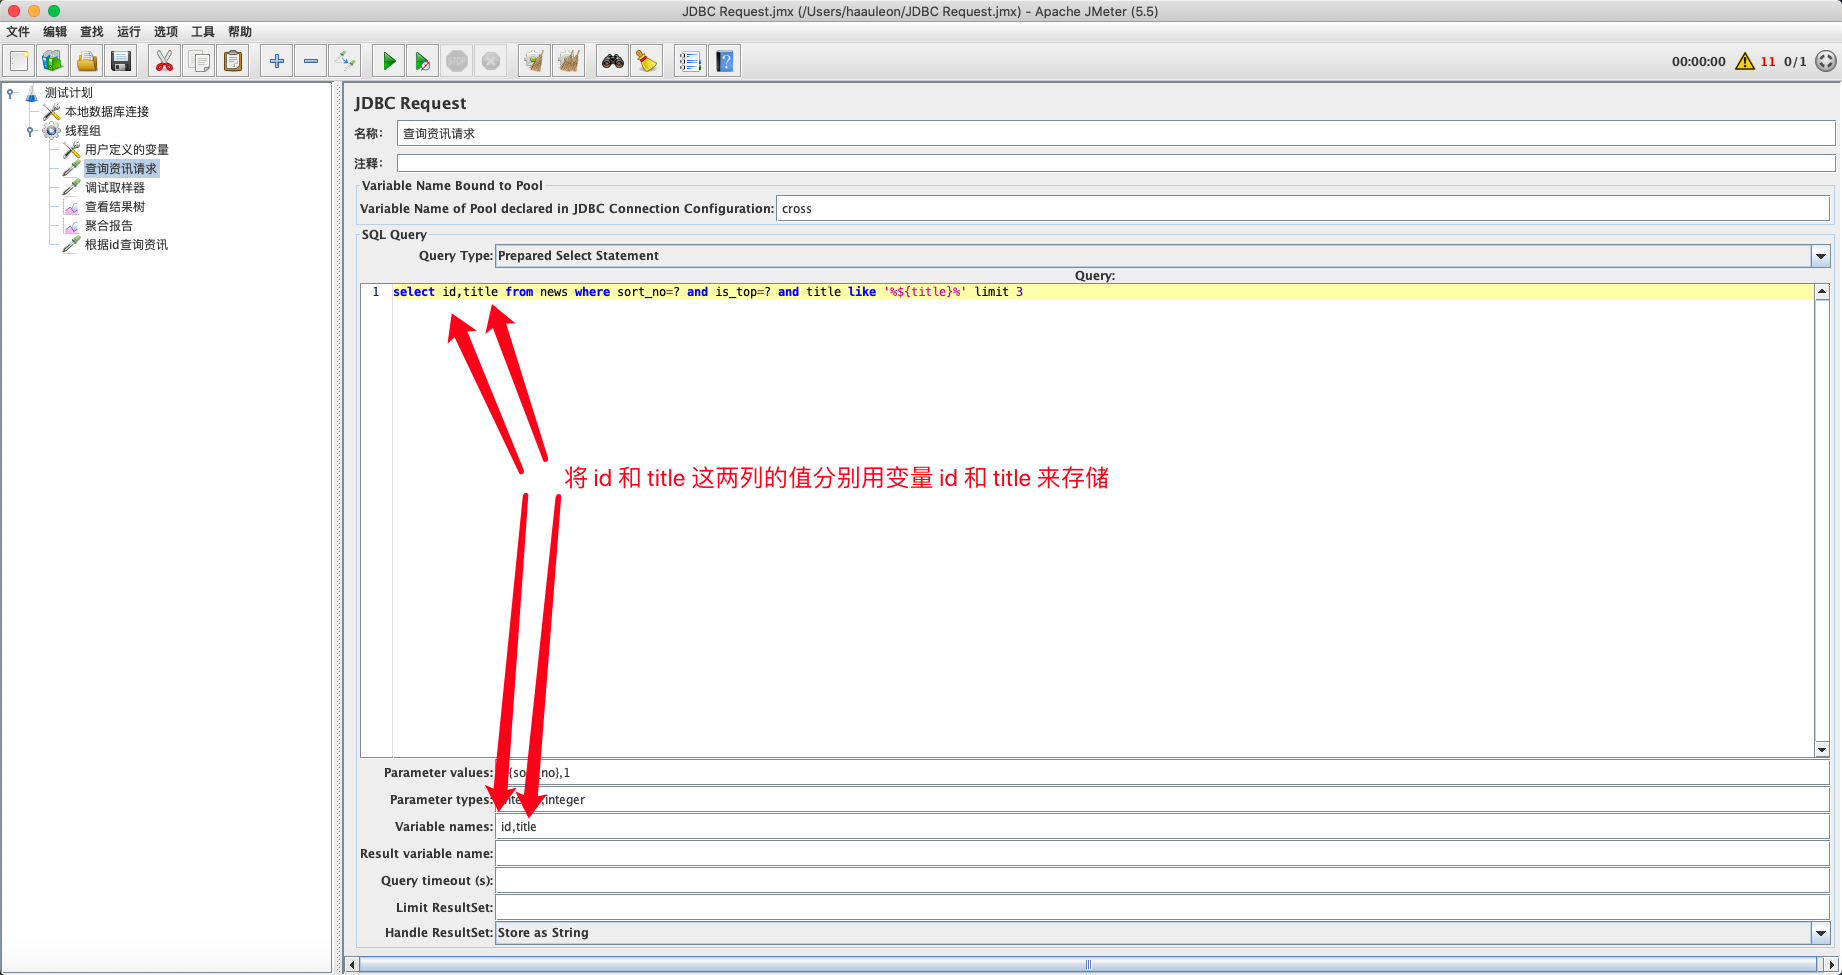 JDBC Request.jmx (/Users/haauleon/JDBC Request.jmx) - Apache JMeter (5.5)
文件 编辑 查找 运行 选项 工具 帮助
STOP
00:00:00 11 0/1
测试计划
本地数据库连接
线程组
用户定义的变量
查询资讯请求
调试取样器
查看结果树
聚合报告
根据id查询资讯
JDBC Request
名称: 查询资讯请求
注释:
Variable Name Bound to Pool
Variable Name of Pool declared in JDBC Connection Configuration: cross
SQL Query
Query Type: Prepared Select Statement
Query:
1 select id,title from news where sort_no=? and is_top=? and title like '%${title}%' limit 3
将 id 和 title 这两列的值分别用变量 id 和 title 来存储
Parameter values: {so no},1
Parameter types: ,integer
Variable names: id,title
Result variable name:
Query timeout (s):
Limit ResultSet:
Handle ResultSet: Store as String